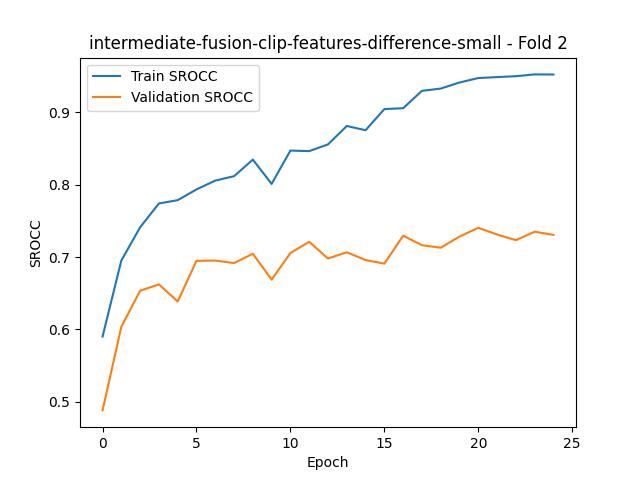 intermediate-fusion-clip-features-difference-small - Fold 2
Train SROCC
Validation SROCC
0.9
0.8
0.7
0.6
0.5
SROCC
0 5 10 15 20 25
Epoch